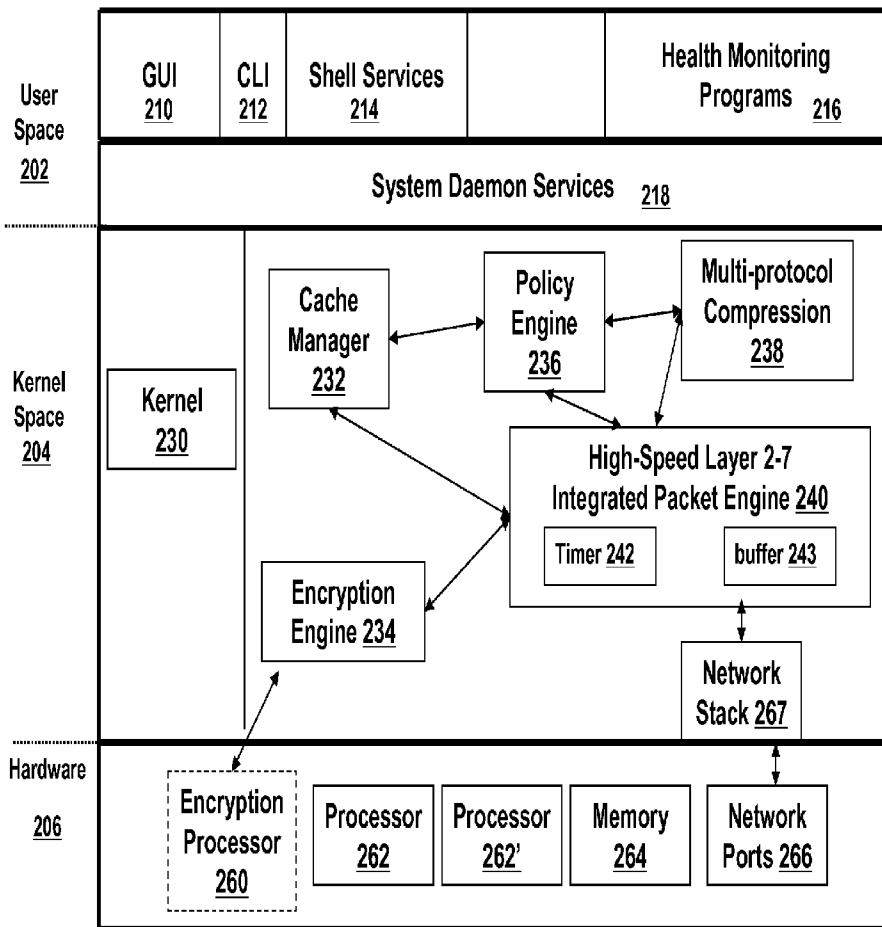 User
Space
202
GUI
210
CLI
212
Shell Services
214
Health Monitoring
Programs
216
System Daemon Services 218
Kernel
Space
204
Kernel
230
Cache
Manager
232
Policy
Engine
236
Multi-protocol
Compression
238
High-Speed Layer 2-7
Integrated Packet Engine 240
Timer 242
buffer 243
Encryption
Engine 234
Network
Stack 267
Hardware
206
Encryption
Processor
260
Processor
262
Processor
262'
Memory
264
Network
Ports 266